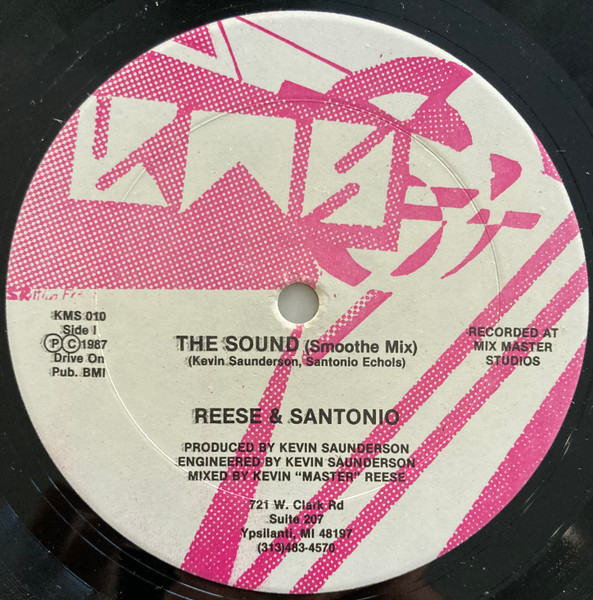 KMS
KMS 010
Side I
Ⓟ Ⓒ 1987
Drive On
Pub. BMI
THE SOUND (Smoothe Mix)
(Kevin Saunderson, Santonio Echols)
RECORDED AT
MIX MASTER
STUDIOS
REESE & SANTONIO
PRODUCED BY KEVIN SAUNDERSON
ENGINEERED BY KEVIN SAUNDERSON
MIXED BY KEVIN “MASTER” REESE
721 W. Clark Rd
Suite 207
Ypsilanti, MI 48197
(313)483-4570